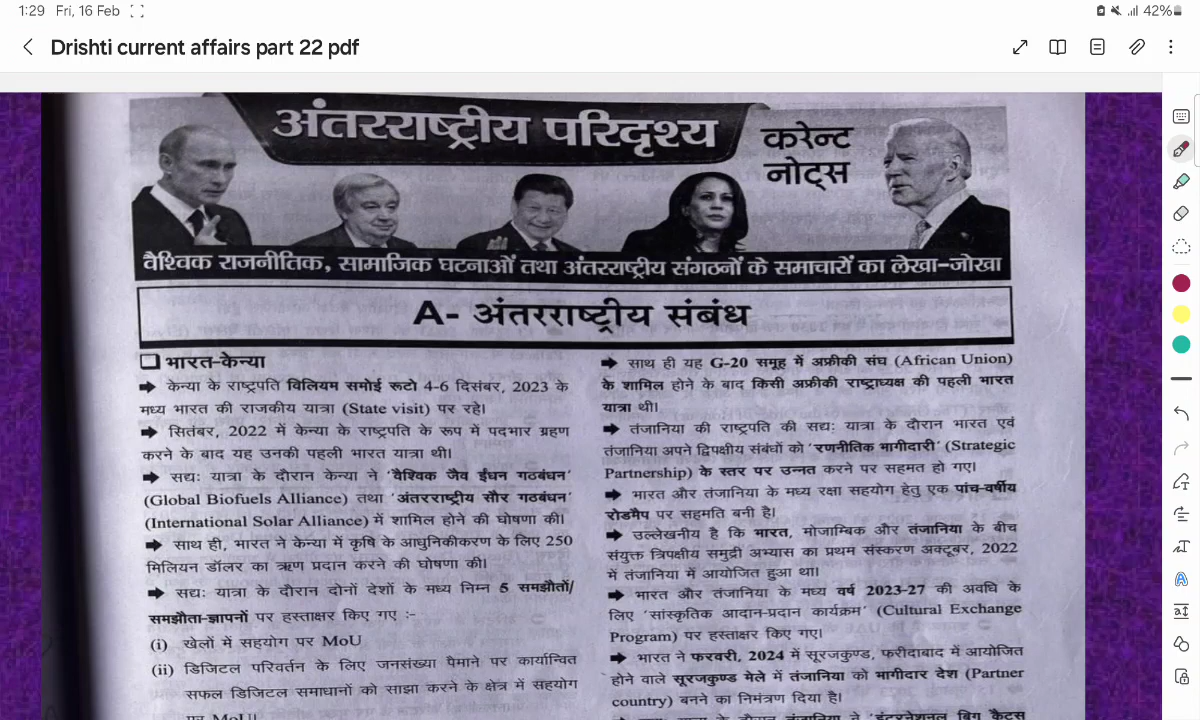 1:29 Fri, 16 Feb
42%
Drishti current affairs part 22 pdf
अंतरराष्ट्रीय परिदृश्य
करेन्ट
नोट्स
वैश्विक राजनीतिक, सामाजिक घटनाओं तथा अंतरराष्ट्रीय संगठनों के समाचारों का लेखा-जोखा
A- अंतरराष्ट्रीय संबंध
❑ भारत-केन्या
➡ केन्या के राष्ट्रपति विलियम समोई रूटो 4-6 दिसंबर, 2023 के
मध्य भारत की राजकीय यात्रा (State visit) पर रहे।
➡ सितंबर, 2022 में केन्या के राष्ट्रपति के रूप में पदभार ग्रहण
करने के बाद यह उनकी पहली भारत यात्रा थी।
➡ सद्यः यात्रा के दौरान केन्या ने 'वैश्विक जैव ईंधन गठबंधन'
(Global Biofuels Alliance) तथा 'अंतरराष्ट्रीय सौर गठबंधन'
(International Solar Alliance) में शामिल होने की घोषणा की।
➡ साथ ही, भारत ने केन्या में कृषि के आधुनिकीकरण के लिए 250
मिलियन डॉलर का ऋण प्रदान करने की घोषणा की।
➡ सद्यः यात्रा के दौरान दोनों देशों के मध्य निम्न 5 समझौतों/
समझौता-ज्ञापनों पर हस्ताक्षर किए गए :-
(i) खेलों में सहयोग पर MoU
(ii) डिजिटल परिवर्तन के लिए जनसंख्या पैमाने पर कार्यान्वित
सफल डिजिटल समाधानों को साझा करने के क्षेत्र में सहयोग
पर MoU
➡ साथ ही यह G-20 समूह में अफ्रीकी संघ (African Union)
के शामिल होने के बाद किसी अफ्रीकी राष्ट्राध्यक्ष की पहली भारत
यात्रा थी।
➡ तंजानिया की राष्ट्रपति की सद्यः यात्रा के दौरान भारत एवं
तंजानिया अपने द्विपक्षीय संबंधों को 'रणनीतिक भागीदारी' (Strategic
Partnership) के स्तर पर उन्नत करने पर सहमत हो गए।
➡ भारत और तंजानिया के मध्य रक्षा सहयोग हेतु एक पांच-वर्षीय
रोडमैप पर सहमति बनी है।
➡ उल्लेखनीय है कि भारत, मोजाम्बिक और तंजानिया के बीच
संयुक्त त्रिपक्षीय समुद्री अभ्यास का प्रथम संस्करण अक्टूबर, 2022
में तंजानिया में आयोजित हुआ था।
➡ भारत और तंजानिया के मध्य वर्ष 2023-27 की अवधि के
लिए 'सांस्कृतिक आदान-प्रदान कार्यक्रम' (Cultural Exchange
Program) पर हस्ताक्षर किए गए।
➡ भारत ने फरवरी, 2024 में सूरजकुण्ड, फरीदाबाद में आयोजित
होने वाले सूरजकुण्ड मेले में तंजानिया को भागीदार देश (Partner
country) बनने का निमंत्रण दिया है।